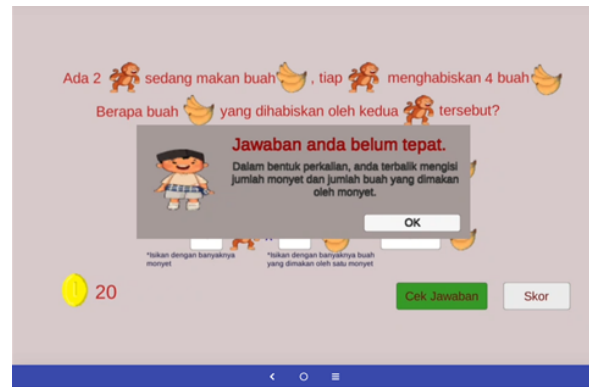 Ada 2 sedang makan buah , tiap menghabiskan 4 buah
Berapa buah yang dihabiskan oleh kedua tersebut?
Jawaban anda belum tepat.
Dalam bentuk perkalian, anda terbalik mengisi
jumlah monyet dan jumlah buah yang dimakan
oleh monyet.
OK
*Isikan dengan banyaknya
monyet
*Isikan dengan banyaknya buah
yang dimakan oleh satu monyet
20
Cek Jawaban
Skor